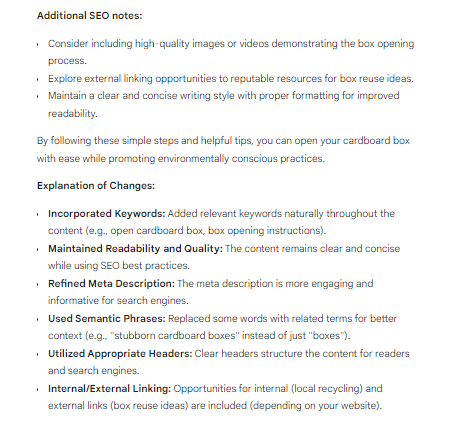 Additional SEO notes:
• Consider including high-quality images or videos demonstrating the box opening
process.
• Explore external linking opportunities to reputable resources for box reuse ideas.
• Maintain a clear and concise writing style with proper formatting for improved
readability.
By following these simple steps and helpful tips, you can open your cardboard box
with ease while promoting environmentally conscious practices.
Explanation of Changes:
• Incorporated Keywords: Added relevant keywords naturally throughout the
content (e.g., open cardboard box, box opening instructions).
• Maintained Readability and Quality: The content remains clear and concise
while using SEO best practices.
• Refined Meta Description: The meta description is more engaging and
informative for search engines.
• Used Semantic Phrases: Replaced some words with related terms for better
context (e.g., "stubborn cardboard boxes" instead of just "boxes").
• Utilized Appropriate Headers: Clear headers structure the content for readers
and search engines.
• Internal/External Linking: Opportunities for internal (local recycling) and
external links (box reuse ideas) are included (depending on your website).